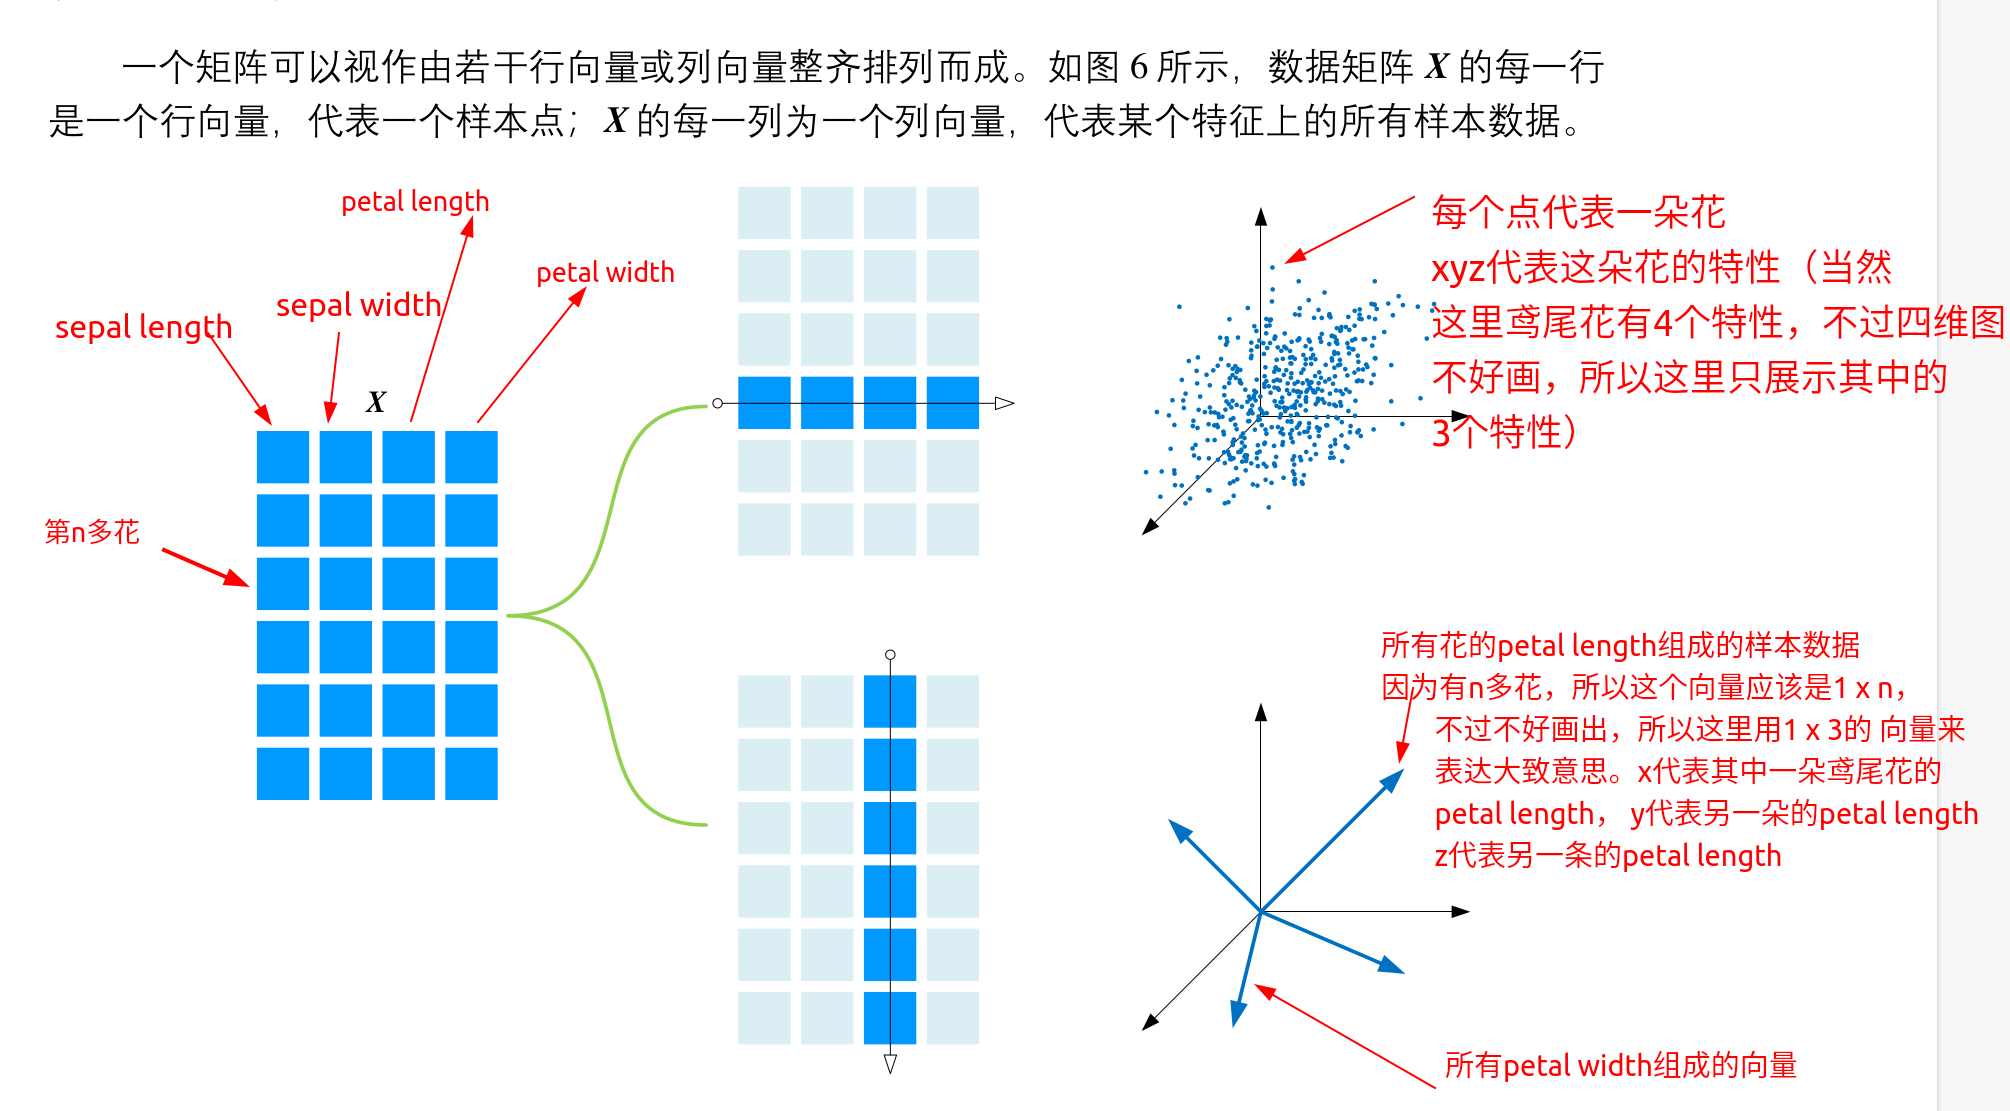 一个矩阵可以视作由若干行向量或列向量整齐排列而成。如图 6 所示，数据矩阵 X 的每一行
是一个行向量，代表一个样本点；X 的每一列为一个列向量，代表某个特征上的所有样本数据。
petal length
petal width
sepal width
sepal length
X
第n多花
每个点代表一朵花
xyz代表这朵花的特性（当然
这里鸢尾花有4个特性，不过四维图
不好画，所以这里只展示其中的
3个特性）
所有花的petal length组成的样本数据
因为有n多花，所以这个向量应该是1 x n，
不过不好画出，所以这里用1 x 3的 向量来
表达大致意思。x代表其中一朵鸢尾花的
petal length， y代表另一朵的petal length
z代表另一条的petal length
所有petal width组成的向量